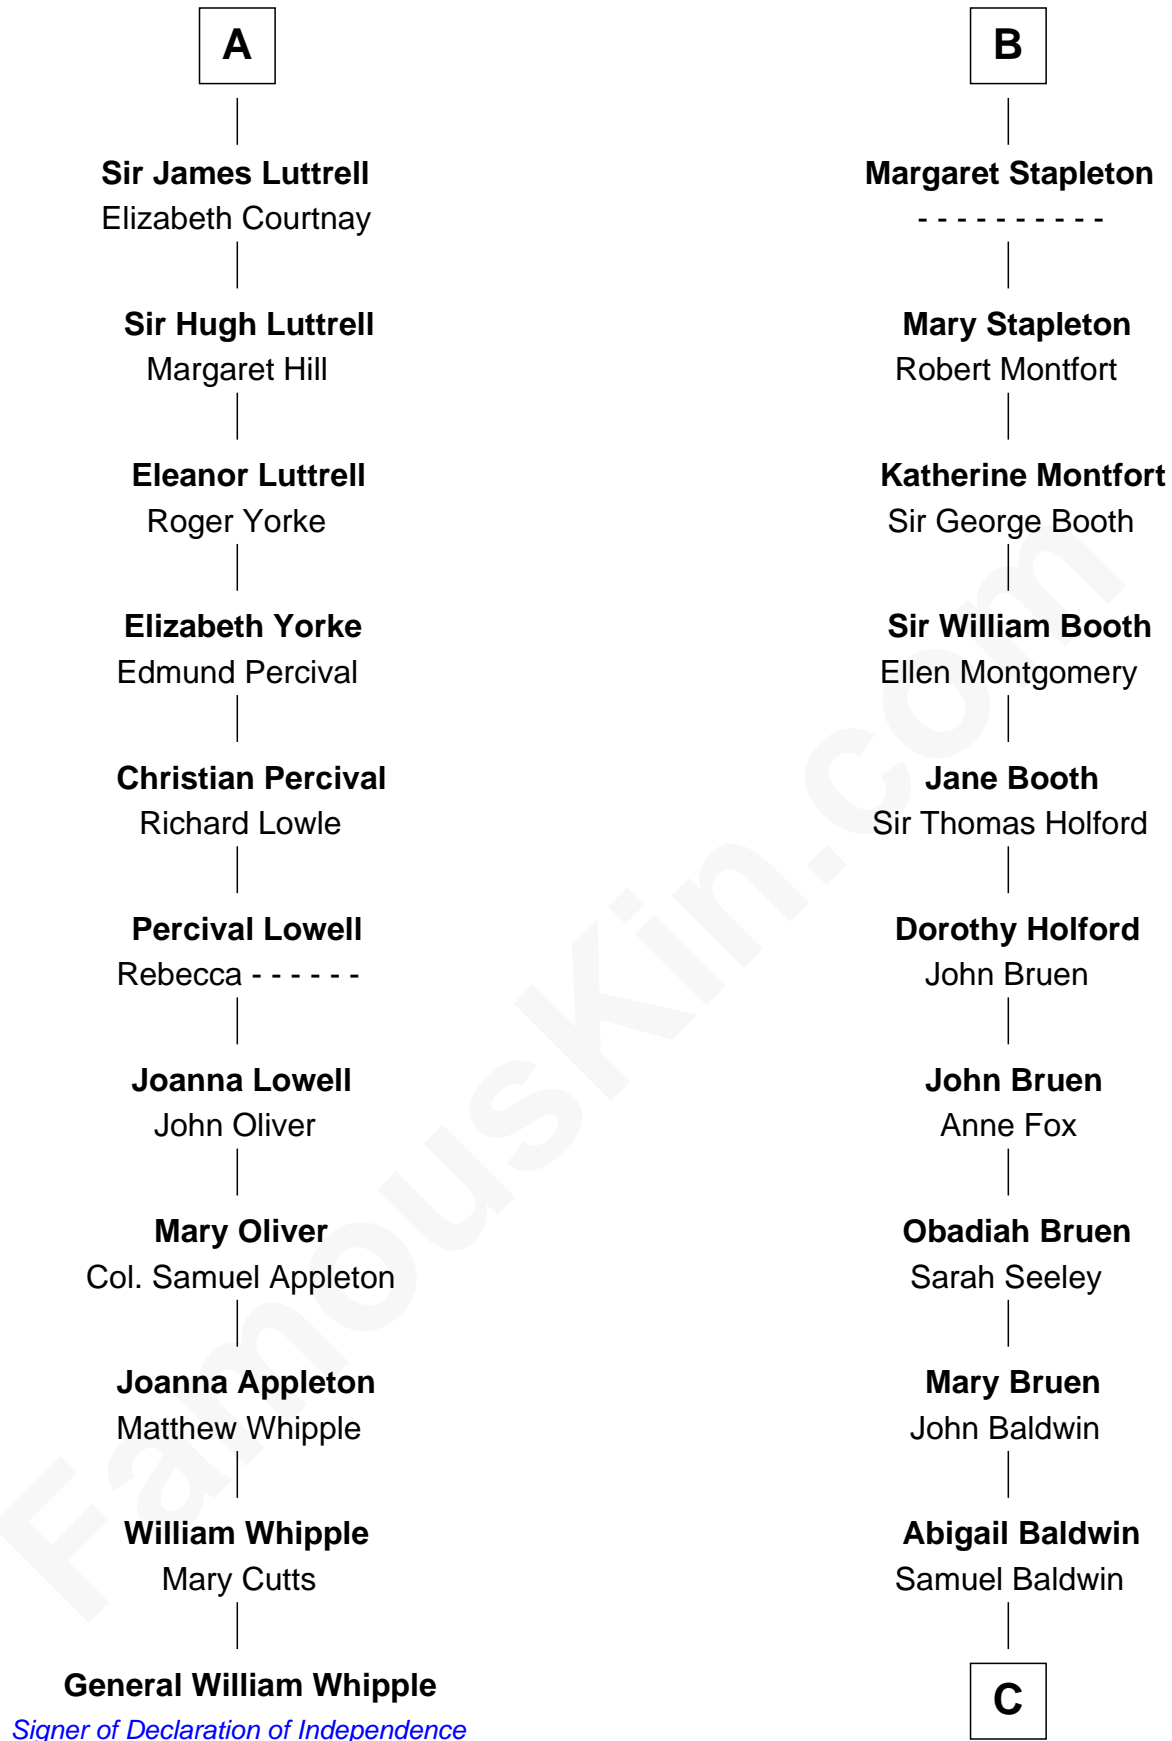 A
Sir James Luttrell
Elizabeth Courtnay
Sir Hugh Luttrell
Margaret Hill
Eleanor Luttrell
Roger Yorke
Elizabeth Yorke
Edmund Percival
Christian Percival
Richard Lowle
Percival Lowell
Rebecca - - - - - -
Joanna Lowell
John Oliver
Mary Oliver
Col. Samuel Appleton
Joanna Appleton
Matthew Whipple
William Whipple
Mary Cutts
General William Whipple
Signer of Declaration of Independence
B
Margaret Stapleton
- - - - - - - - - -
Mary Stapleton
Robert Montfort
Katherine Montfort
Sir George Booth
Sir William Booth
Ellen Montgomery
Jane Booth
Sir Thomas Holford
Dorothy Holford
John Bruen
John Bruen
Anne Fox
Obadiah Bruen
Sarah Seeley
Mary Bruen
John Baldwin
Abigail Baldwin
Samuel Baldwin
C
FamousKin.com